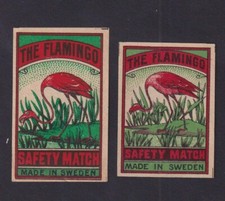 THE FLAMINGO
SAFETY MATCH
MADE IN SWEDEN
THE FLAMINGO
SAFETY MATCH
MADE IN SWEDEN